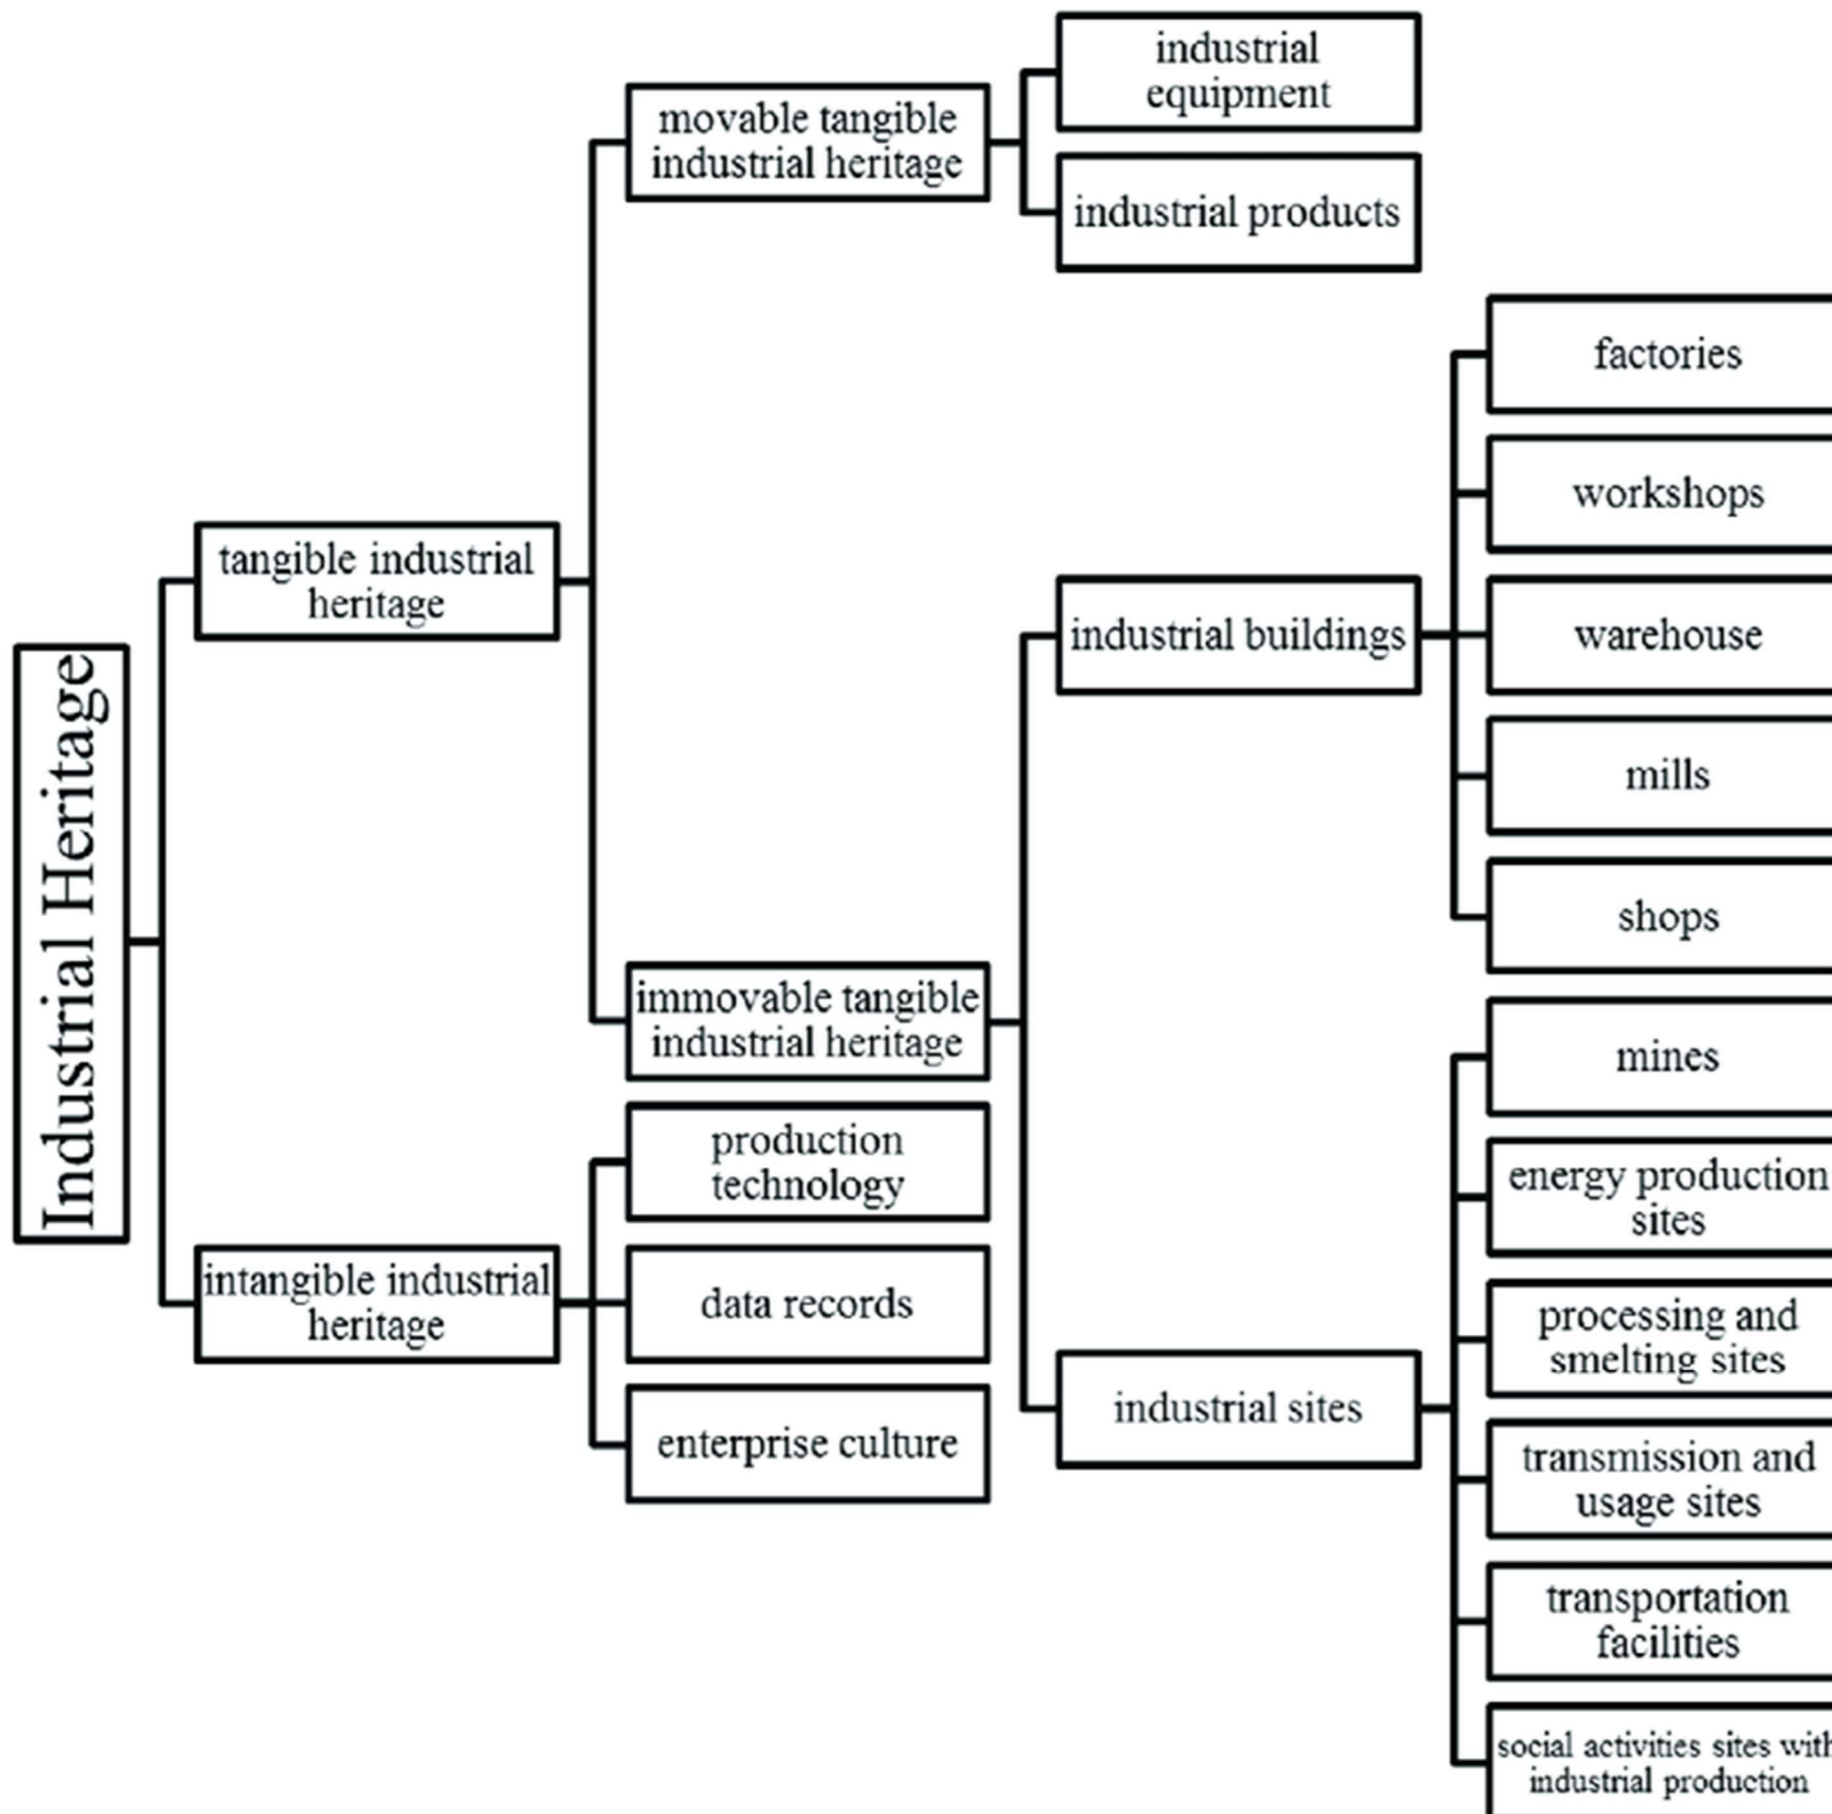 Industrial Heritage
tangible industrial
heritage
intangible industrial
heritage
movable tangible
industrial heritage
immovable tangible
industrial heritage
production
technology
data records
enterprise culture
industrial
equipment
industrial products
industrial buildings
industrial sites
factories
workshops
warehouse
mills
shops
mines
energy production
sites
processing and
smelting sites
transmission and
usage sites
transportation
facilities
social activities sites with
industrial production